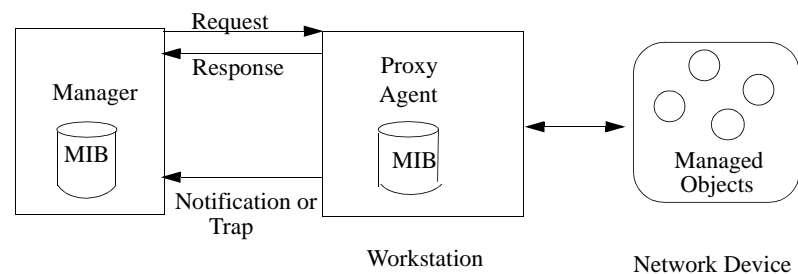 Request
Response
Manager
MIB
Proxy
Agent
MIB
Notification or
Trap
Managed
Objects
Workstation
Network Device